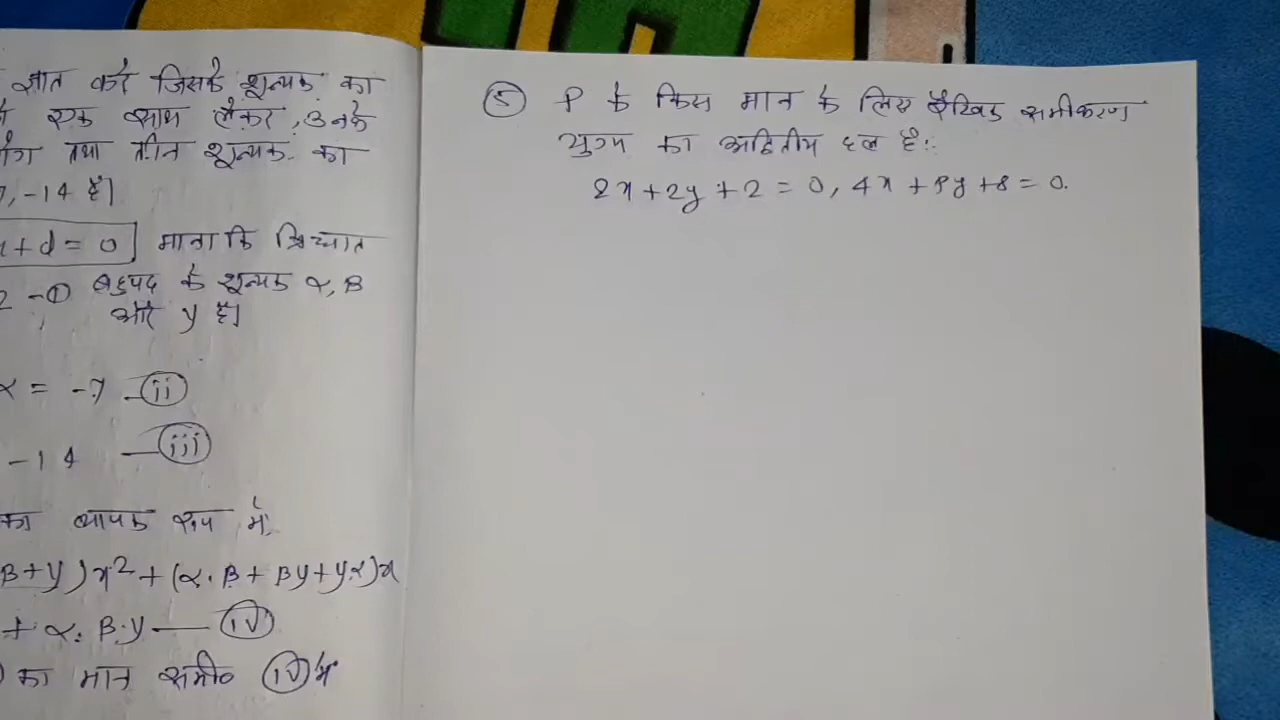 ज्ञात करें जिसके शून्यक का
एक साथ लेकर, उनके
तथा तीन शून्यक का
, -14 हैं।
+d = 0 माना कि त्रिघात
2 -① बहुपद के शून्यक α, β
और γ हैं।
α = -7 -(ii)
-14 —(iii)
का व्यापक रूप में,
β+γ)x²+(α.β+βγ+γα)x
+ α.β.γ —(iv)
का मान समी० (iv) में
⑤ P के किस मान के लिए रैखिक समीकरण
युग्म का अद्वितीय हल है:
2x+2y+2=0, 4x+Py+8=0.